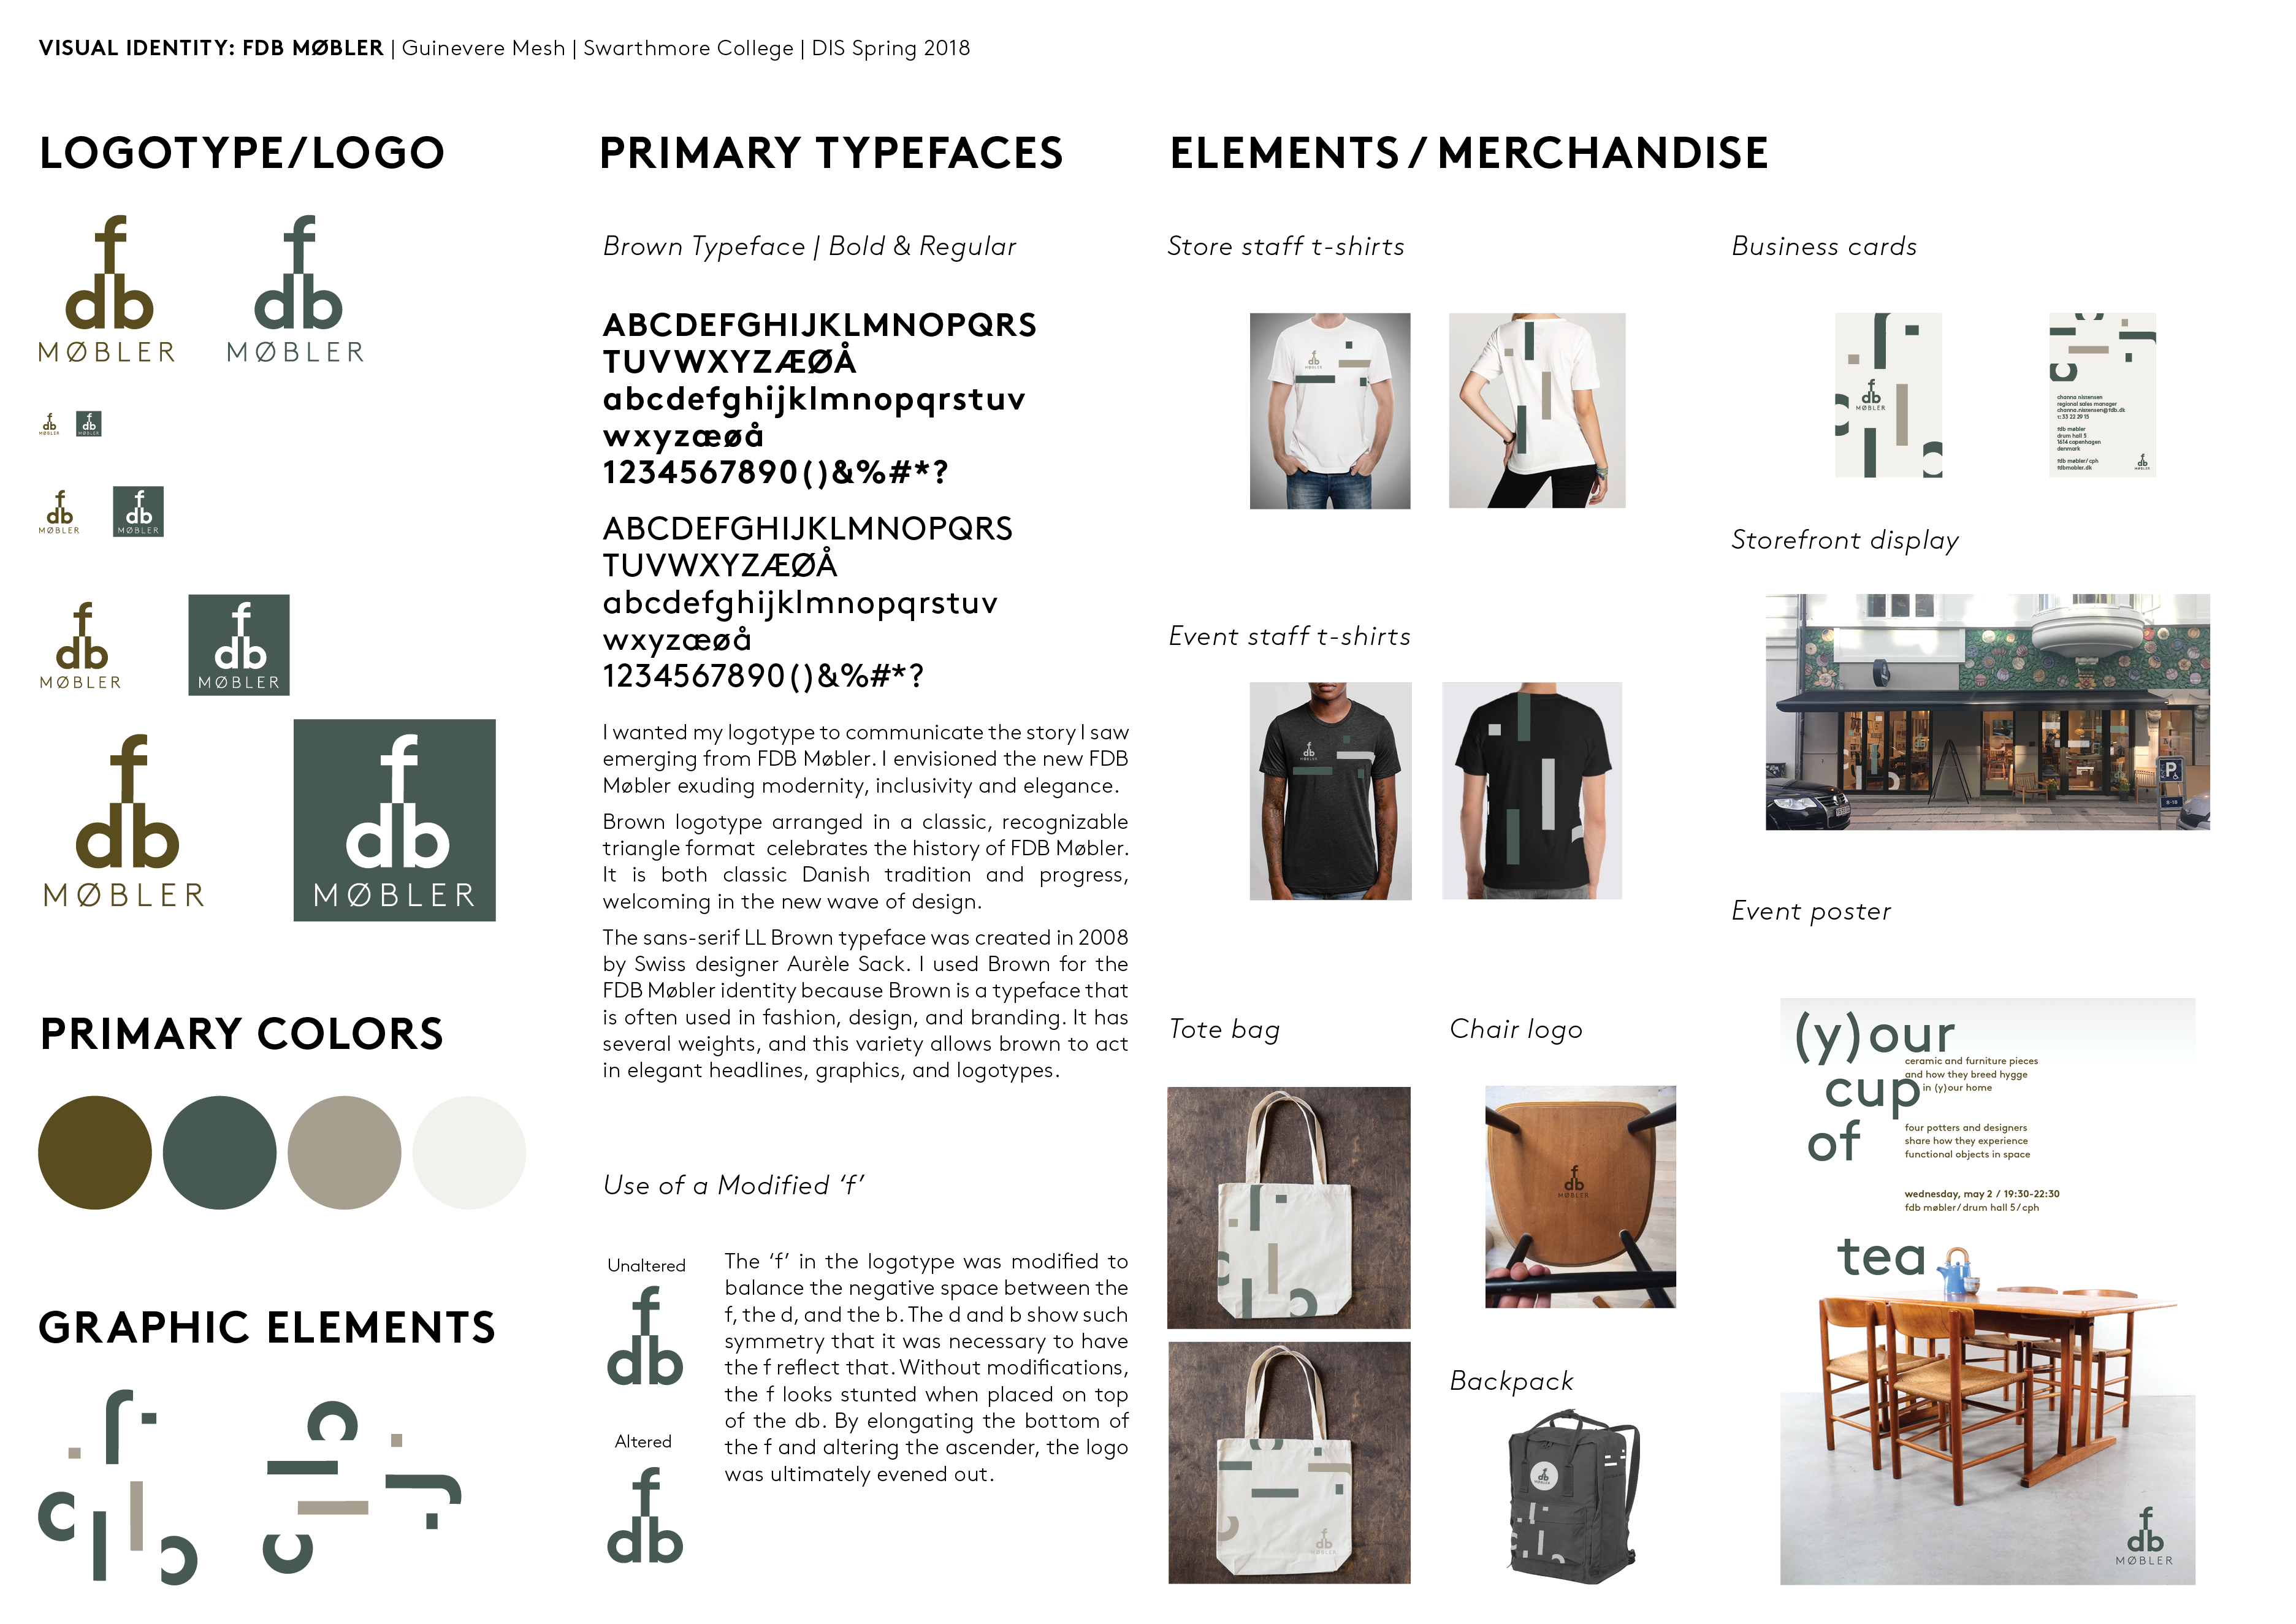 VISUAL IDENTITY: FDB MØBLER | Guinevere Mesh | Swarthmore College | DIS Spring 2018
LOGOTYPE/LOGO
f
db
MØBLER
f
db
MØBLER
f
db
MØBLER
f
db
MØBLER
f
db
MØBLER
f
db
MØBLER
f
db
MØBLER
f
db
MØBLER
f
db
MØBLER
f
db
MØBLER
PRIMARY COLORS
GRAPHIC ELEMENTS
PRIMARY TYPEFACES
Brown Typeface | Bold & Regular
ABCDEFGHIJKLMNOPQRS
TUVWXYZÆØÅ
abcdefghijklmnopqrstuv
wxyzæøå
1234567890()&%#*?
ABCDEFGHIJKLMNOPQRS
TUVWXYZÆØÅ
abcdefghijklmnopqrstuv
wxyzæøå
1234567890()&%#*?
I wanted my logotype to communicate the story I saw
emerging from FDB Møbler. I envisioned the new FDB
Møbler exuding modernity, inclusivity and elegance.
Brown logotype arranged in a classic, recognizable
triangle format celebrates the history of FDB Møbler.
It is both classic Danish tradition and progress,
welcoming in the new wave of design.
The sans-serif LL Brown typeface was created in 2008
by Swiss designer Aurèle Sack. I used Brown for the
FDB Møbler identity because Brown is a typeface that
is often used in fashion, design, and branding. It has
several weights, and this variety allows brown to act
in elegant headlines, graphics, and logotypes.
Use of a Modified ‘f’
Unaltered
f
db
Altered
f
db
The ‘f’ in the logotype was modified to
balance the negative space between the
f, the d, and the b. The d and b show such
symmetry that it was necessary to have
the f reflect that. Without modifications,
the f looks stunted when placed on top
of the db. By elongating the bottom of
the f and altering the ascender, the logo
was ultimately evened out.
ELEMENTS / MERCHANDISE
Store staff t-shirts
f
db
MØBLER
Event staff t-shirts
f
db
MØBLER
Tote bag
f
db
MØBLER
Chair logo
f
db
MØBLER
Backpack
f
db
MØBLER
Business cards
f
db
MØBLER
channa nissensen
regional sales manager
channa.nissensen@fdb.dk
t: 33 22 39 15
fdb møbler
drum hall 5
1614 copenhagen
denmark
fdb møbler/cph
fdbmobler.dk
f
db
MØBLER
Storefront display
P
Event poster
(y)our
cup
of
tea
ceramic and furniture pieces
and how they breed hygge
in (y)our home
four potters and designers
share how they experience
functional objects in space
wednesday, may 2 / 19:30-22:30
fdb møbler/ drum hall 5/ cph
f
db
MØBLER